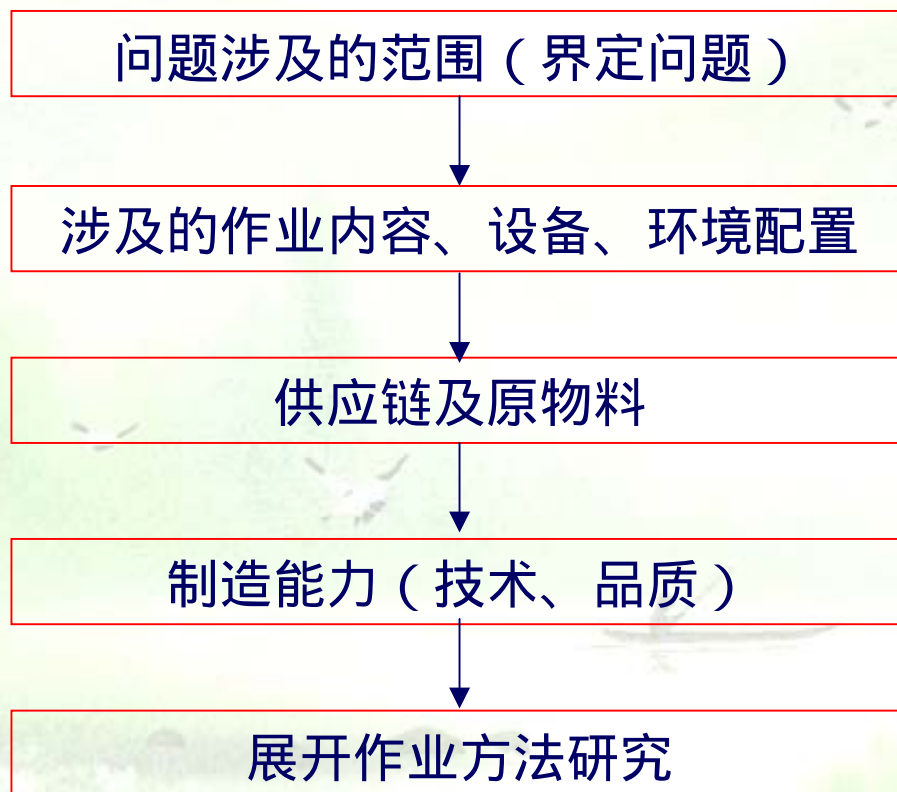 问题涉及的范围（界定问题）
涉及的作业内容、设备、环境配置
供应链及原物料
制造能力（技术、品质）
展开作业方法研究